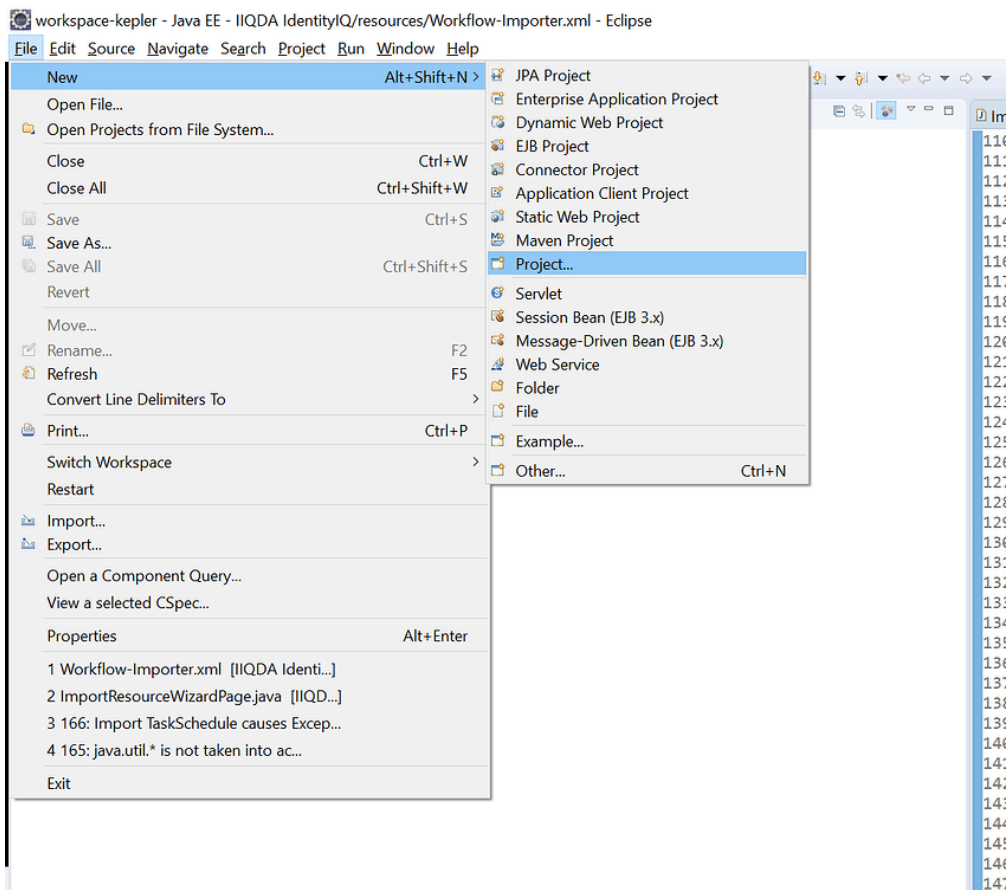 workspace-kepler - Java EE - IIQDA IdentityIQ/resources/Workflow-Importer.xml - Eclipse
File Edit Source Navigate Search Project Run Window Help
New Alt+Shift+N >
Open File...
Open Projects from File System...
Close Ctrl+W
Close All Ctrl+Shift+W
Save Ctrl+S
Save As...
Save All Ctrl+Shift+S
Revert
Move...
Rename... F2
Refresh F5
Convert Line Delimiters To >
Print... Ctrl+P
Switch Workspace >
Restart
Import...
Export...
Open a Component Query...
View a selected CSpec...
Properties Alt+Enter
1 Workflow-Importer.xml [IIQDA Identi...]
2 ImportResourceWizardPage.java [IIQD...]
3 166: Import TaskSchedule causes Excep...
4 165: java.util.* is not taken into ac...
Exit
JPA Project
Enterprise Application Project
Dynamic Web Project
EJB Project
Connector Project
Application Client Project
Static Web Project
Maven Project
Project...
Servlet
Session Bean (EJB 3.x)
Message-Driven Bean (EJB 3.x)
Web Service
Folder
File
Example...
Other... Ctrl+N